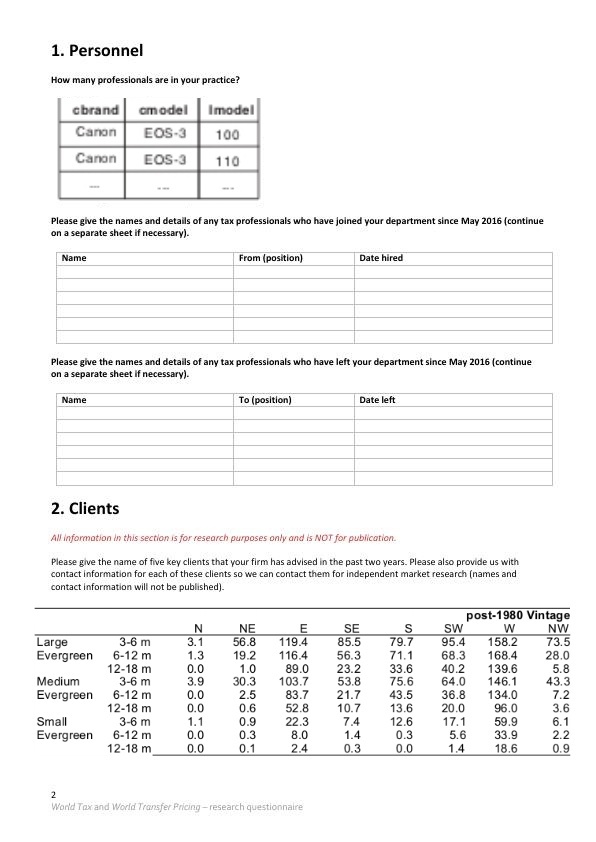 1. Personnel
How many professionals are in your practice?
cbrand cmodel lmodel
Canon EOS-3 100
Canon EOS-3 110
... ... ...
Please give the names and details of any tax professionals who have joined your department since May 2016 (continue
on a separate sheet if necessary).
Name From (position) Date hired
Please give the names and details of any tax professionals who have left your department since May 2016 (continue
on a separate sheet if necessary).
Name To (position) Date left
2. Clients
All information in this section is for research purposes only and is NOT for publication.
Please give the name of five key clients that your firm has advised in the past two years. Please also provide us with
contact information for each of these clients so we can contact them for independent market research (names and
contact information will not be published).
post-1980 Vintage
N NE E SE S SW W NW
Large 3-6 m 3.1 56.8 119.4 85.5 79.7 95.4 158.2 73.5
Evergreen 6-12 m 1.3 19.2 116.4 56.3 71.1 68.3 168.4 28.0
12-18 m 0.0 1.0 89.0 23.2 33.6 40.2 139.6 5.8
Medium 3-6 m 3.9 30.3 103.7 53.8 75.6 64.0 146.1 43.3
Evergreen 6-12 m 0.0 2.5 83.7 21.7 43.5 36.8 134.0 7.2
12-18 m 0.0 0.6 52.8 10.7 13.6 20.0 96.0 3.6
Small 3-6 m 1.1 0.9 22.3 7.4 12.6 17.1 59.9 6.1
Evergreen 6-12 m 0.0 0.3 8.0 1.4 0.3 5.6 33.9 2.2
12-18 m 0.0 0.1 2.4 0.3 0.0 1.4 18.6 0.9
2
World Tax and World Transfer Pricing – research questionnaire